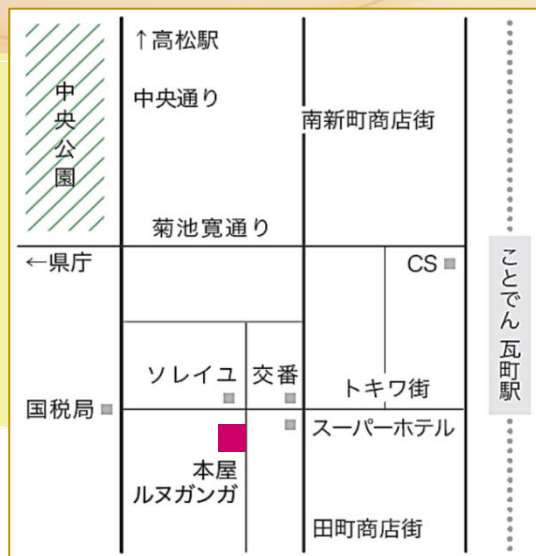 ↑高松駅
中央通り
中央公園
南新町商店街
菊池寛通り
←県庁
CS
ことでん 瓦町駅
ソレイユ
交番
トキワ街
国税局
スーパーホテル
本屋
ルヌガンガ
田町商店街